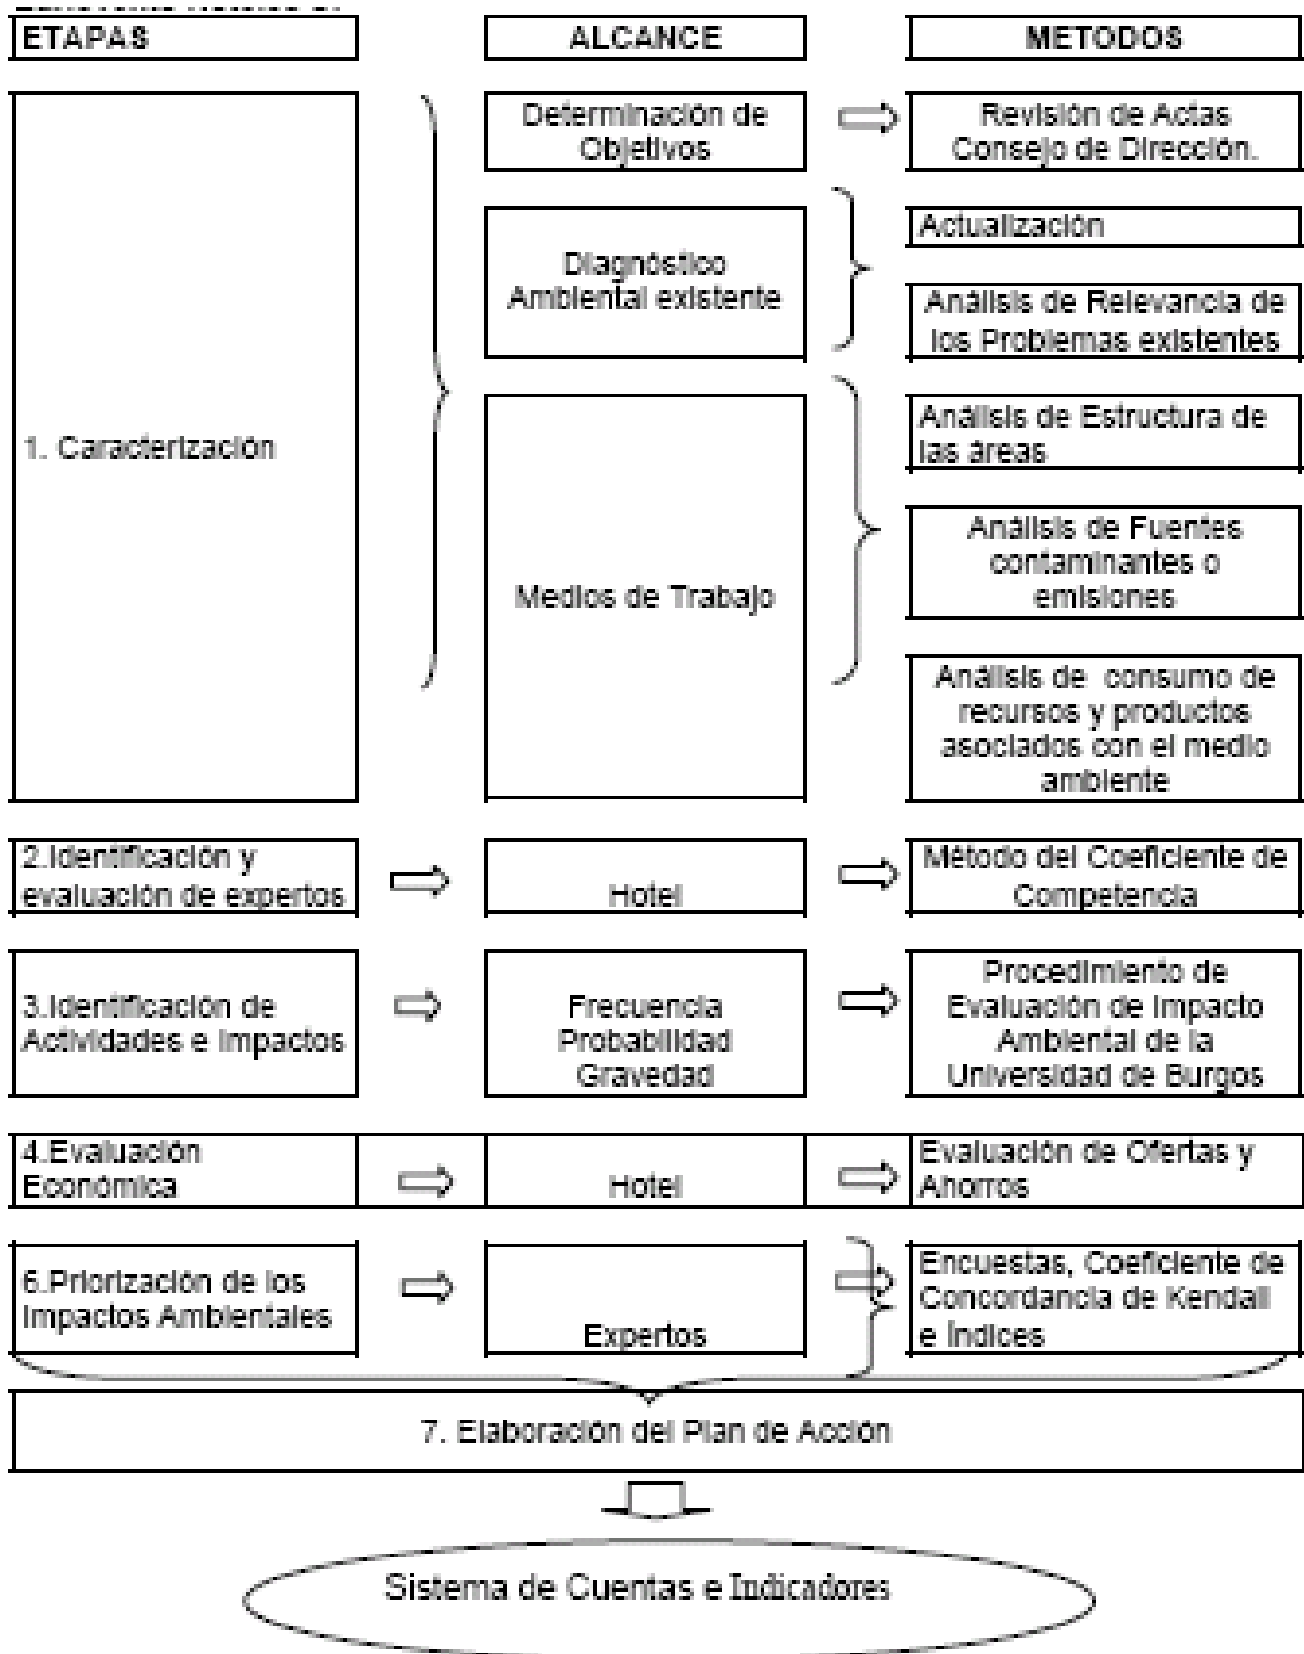 ETAPAS
ALCANCE
METODOS
1. Caracterización
Determinación de
Objetivos
Revisión de Actas
Consejo de Dirección.
Diagnóstico
Ambiental existente
Actualización
Análisis de Relevancia de
los Problemas existentes
Medios de Trabajo
Análisis de Estructura de
las áreas
Análisis de Fuentes
contaminantes o
emisiones
Análisis de consumo de
recursos y productos
asociados con el medio
ambiente
2.Identificación y
evaluación de expertos
Hotel
Método del Coeficiente de
Competencia
3.Identificación de
Actividades e Impactos
Frecuencia
Probabilidad
Gravedad
Procedimiento de
Evaluación de Impacto
Ambiental de la
Universidad de Burgos
4.Evaluación
Económica
Hotel
Evaluación de Ofertas y
Ahorros
6.Priorización de los
Impactos Ambientales
Expertos
Encuestas, Coeficiente de
Concordancia de Kendall
e Índices
7. Elaboración del Plan de Acción
Sistema de Cuentas e Indicadores